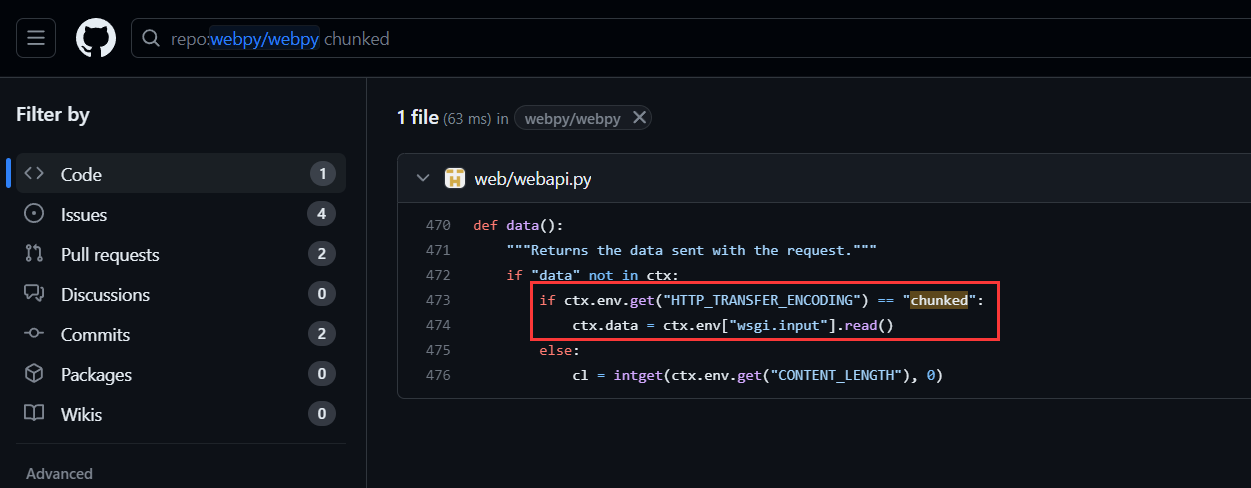 repo:webpy/webpy chunked
Filter by
Code 1
Issues 4
Pull requests 2
Discussions 0
Commits 2
Packages 0
Wikis 0
Advanced
1 file (63 ms) in webpy/webpy
web/webapi.py
470 def data():
471 """Returns the data sent with the request."""
472 if "data" not in ctx:
473 if ctx.env.get("HTTP_TRANSFER_ENCODING") == "chunked":
474 ctx.data = ctx.env["wsgi.input"].read()
475 else:
476 cl = intget(ctx.env.get("CONTENT_LENGTH"), 0)